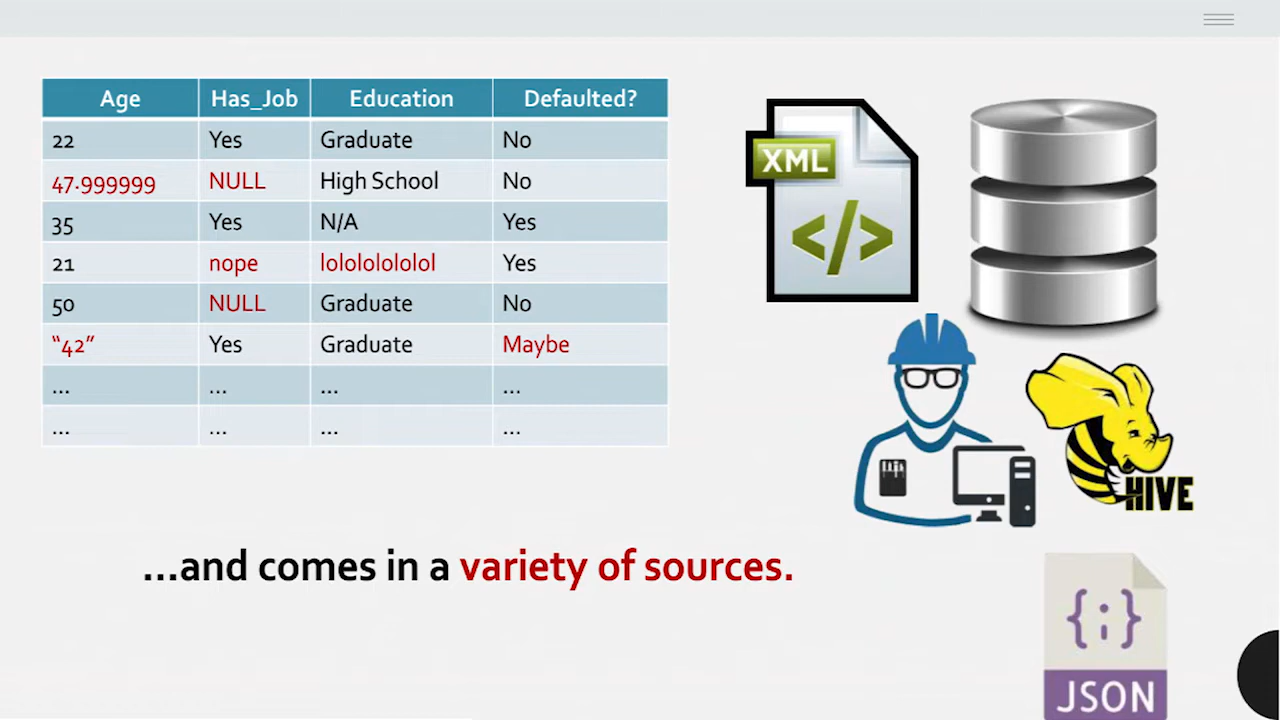 Age Has_Job Education Defaulted?
22 Yes Graduate No
47.999999 NULL High School No
35 Yes N/A Yes
21 nope lolololololol Yes
50 NULL Graduate No
“42” Yes Graduate Maybe
... ... ... ...
... ... ... ...
XML
</>
HIVE
...and comes in a variety of sources.
{;}
JSON